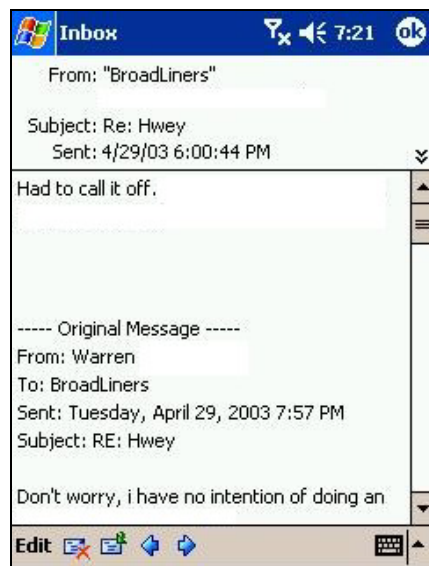 Inbox 7:21 ok
From: "BroadLiners"
Subject: Re: Hwey
Sent: 4/29/03 6:00:44 PM
Had to call it off.
----- Original Message -----
From: Warren
To: BroadLiners
Sent: Tuesday, April 29, 2003 7:57 PM
Subject: RE: Hwey
Don't worry, i have no intention of doing an
Edit